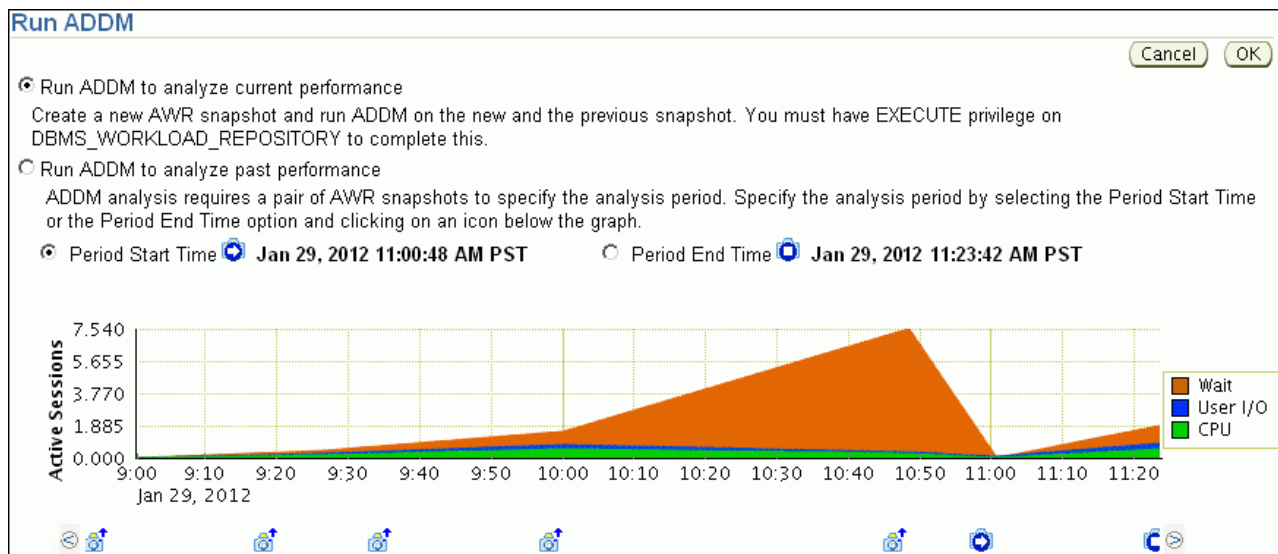 Run ADDM
Cancel OK
Run ADDM to analyze current performance
Create a new AWR snapshot and run ADDM on the new and the previous snapshot. You must have EXECUTE privilege on
DBMS_WORKLOAD_REPOSITORY to complete this.
Run ADDM to analyze past performance
ADDM analysis requires a pair of AWR snapshots to specify the analysis period. Specify the analysis period by selecting the Period Start Time
or the Period End Time option and clicking on an icon below the graph.
Period Start Time Jan 29, 2012 11:00:48 AM PST Period End Time Jan 29, 2012 11:23:42 AM PST
Active Sessions
7.540
5.655
3.770
1.885
0.000
9:00 9:10 9:20 9:30 9:40 9:50 10:00 10:10 10:20 10:30 10:40 10:50 11:00 11:10 11:20
Jan 29, 2012
Wait
User I/O
CPU